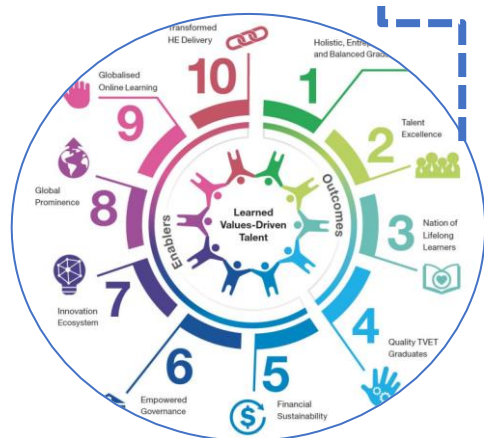 Transformed
HE Delivery
10
1
Holistic,
and Balanced
Globalised
Online Learning
9
2
Talent
Excellence
Global
Prominence
8
Enablers
Learned
Values-Driven
Talent
Outcomes
3
Nation of
Lifelong
Learners
7
Innovation
Ecosystem
4
Quality TVET
Graduates
6
Empowered
Governance
5
Financial
Sustainability